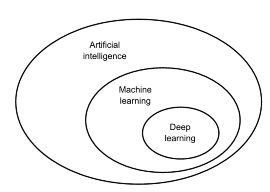 Artificial
intelligence
Machine
learning
Deep
learning